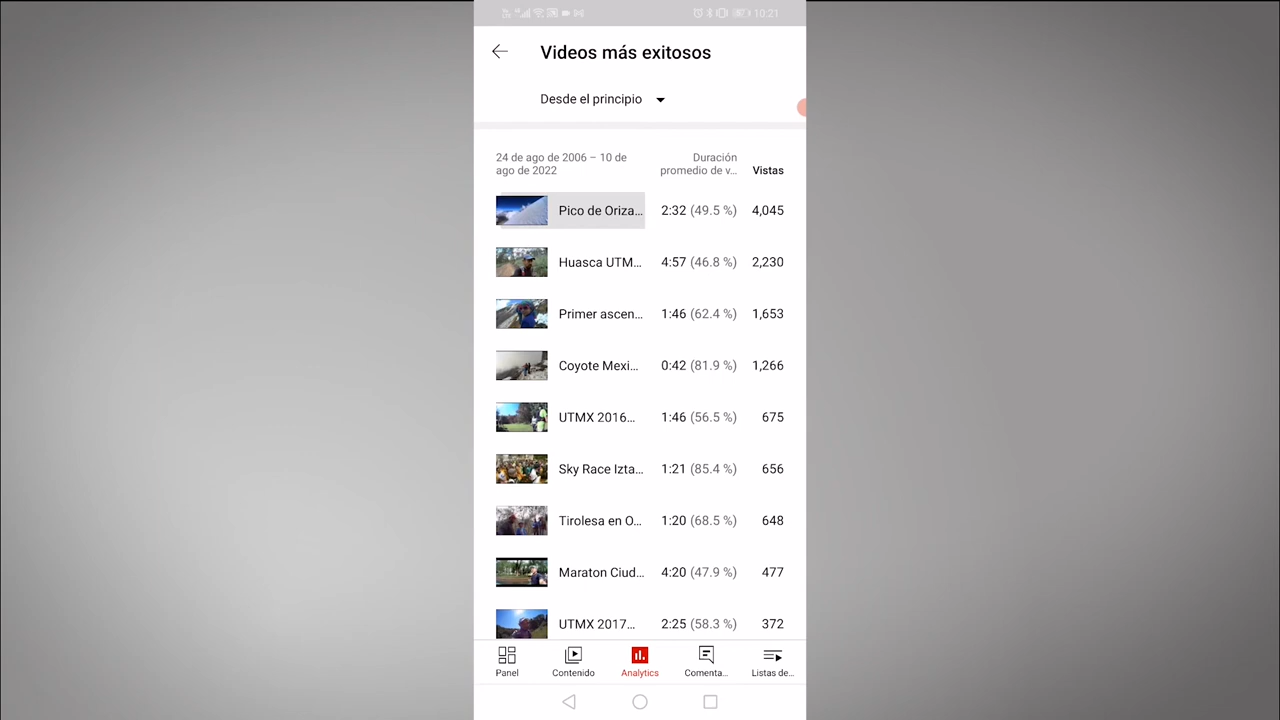 10:21
Videos más exitosos
Desde el principio
24 de ago de 2006 – 10 de
ago de 2022
Duración
promedio de v...
Vistas
Pico de Oriza... 2:32 (49.5 %) 4,045
Huasca UTM... 4:57 (46.8 %) 2,230
Primer ascen... 1:46 (62.4 %) 1,653
Coyote Mexi... 0:42 (81.9 %) 1,266
UTMX 2016... 1:46 (56.5 %) 675
Sky Race Izta... 1:21 (85.4 %) 656
Tirolesa en O... 1:20 (68.5 %) 648
Maraton Ciud... 4:20 (47.9 %) 477
UTMX 2017... 2:25 (58.3 %) 372
Panel Contenido Analytics Comenta... Listas de...